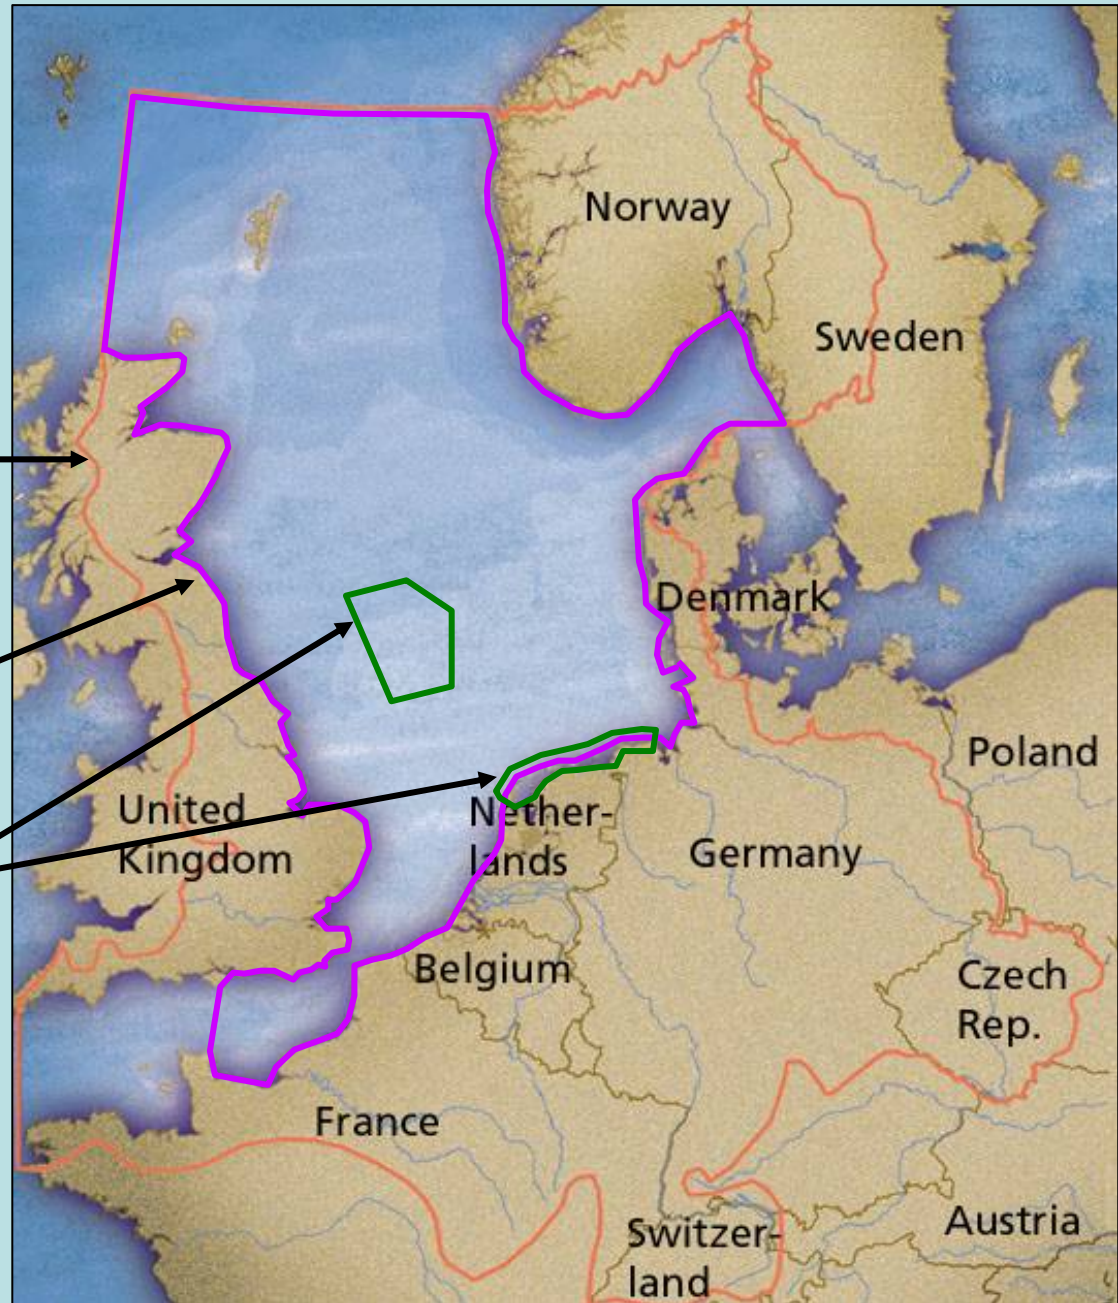 Norway
Sweden
Denmark
Poland
United
Kingdom
Nether-
lands
Germany
Belgium
Czech
Rep.
France
Switzer-
land
Austria